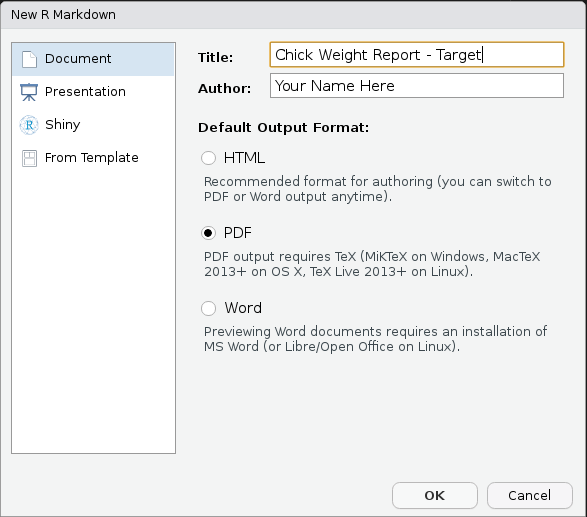 New R Markdown
Document
Presentation
Shiny
From Template
Title: Chick Weight Report - Target
Author: Your Name Here
Default Output Format:
HTML
Recommended format for authoring (you can switch to
PDF or Word output anytime).
PDF
PDF output requires TeX (MiKTeX on Windows, MacTeX
2013+ on OS X, TeX Live 2013+ on Linux).
Word
Previewing Word documents requires an installation of
MS Word (or Libre/Open Office on Linux).
OK Cancel